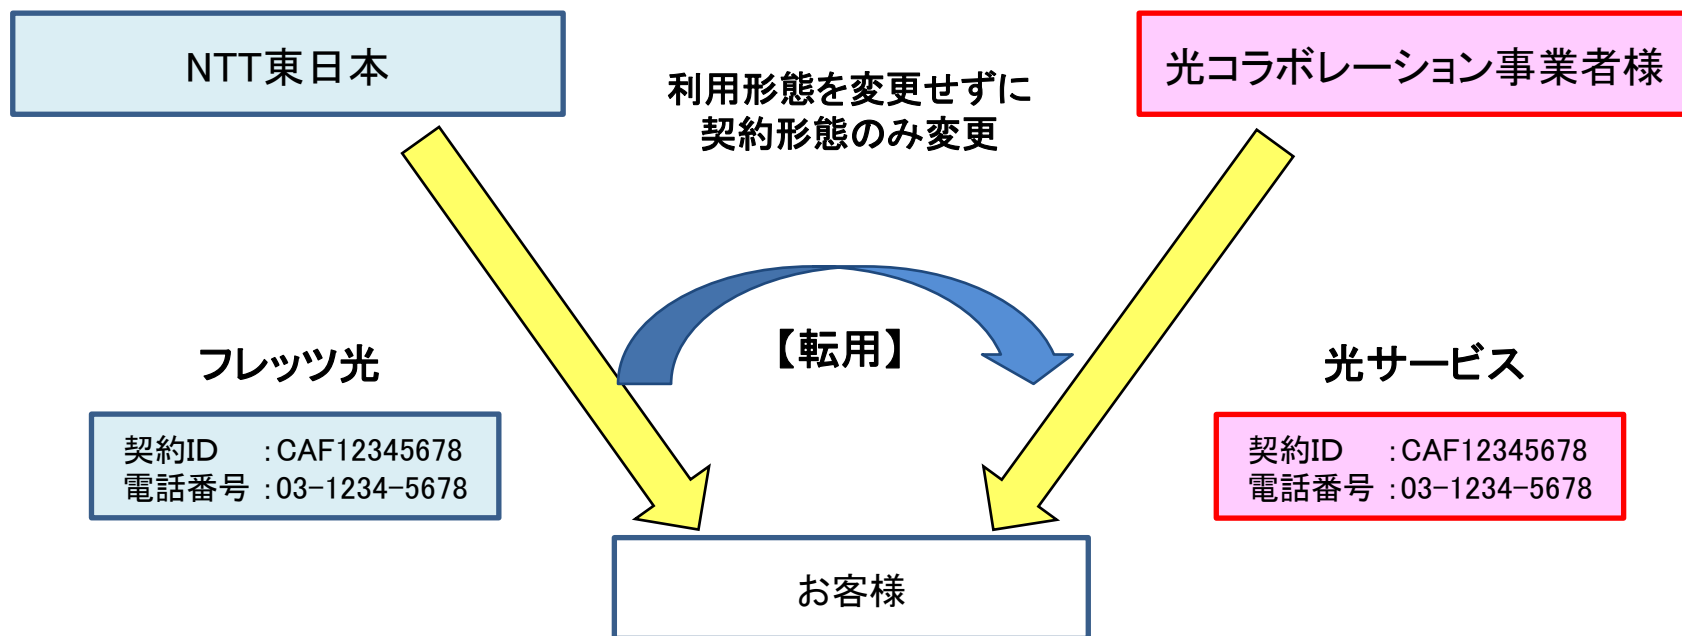 NTT東日本
光コラボレーション事業者様
利用形態を変更せずに
契約形態のみ変更
【転用】
フレッツ光
契約ID :CAF12345678
電話番号 :03-1234-5678
光サービス
契約ID :CAF12345678
電話番号 :03-1234-5678
お客様